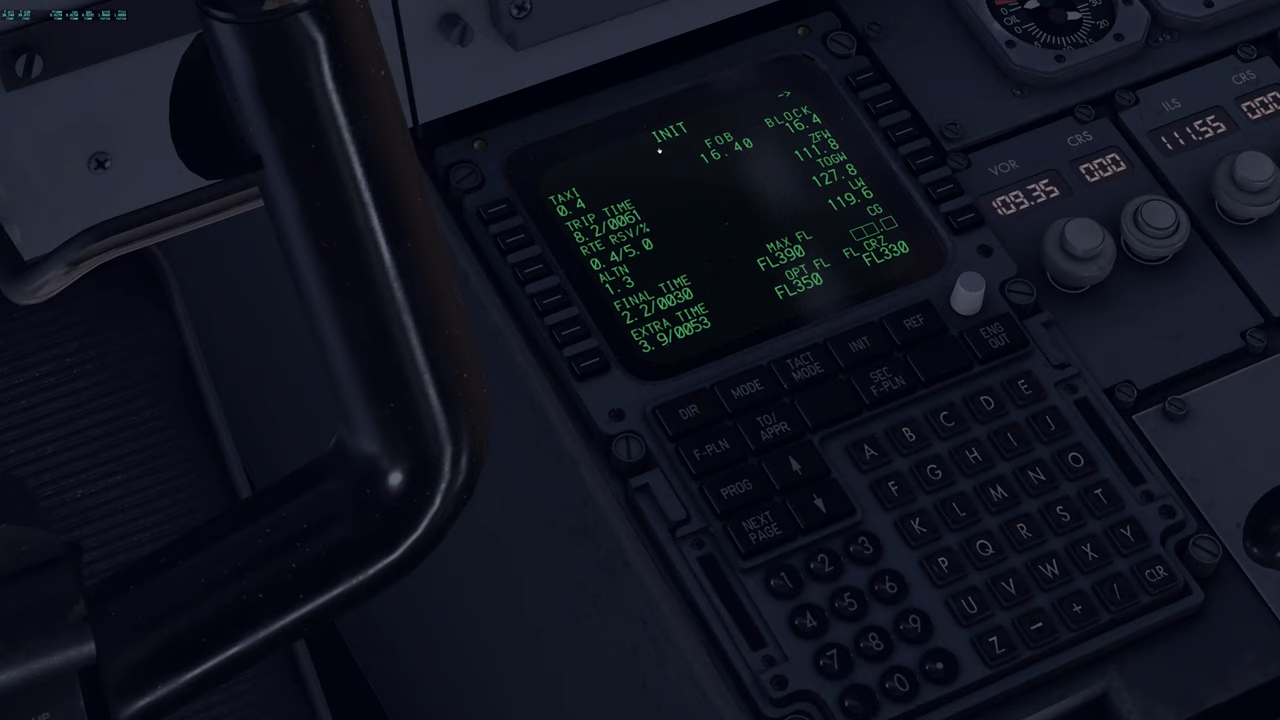 ->
INIT
FOB BLOCK
16.40 16.4
ZFW
111.8
TOGW
127.8
LW
119.6
TAXI
0.4
TRIP TIME
8.2/0061
RTE RSV/%
0.4/5.0
ALTN
1.3
FINAL TIME
2.2/0030
EXTRA TIME
3.9/0053
CG
MAX FL
FL390
FL CRZ
FL330
OPT FL
FL350
DIR
MODE
TACT MODE
INIT
REF
F-PLN
TO/
APPR
SEC
F-PLN
ENG
OUT
PROG
NEXT
PAGE
A B C D E
F G H I J
K L M N O
P Q R S T
U V W X Y
Z - + / CLR
1 2 3
4 5 6
7 8 9
0
OIL
VOR CRS
109.35 000
ILS CRS
111.55